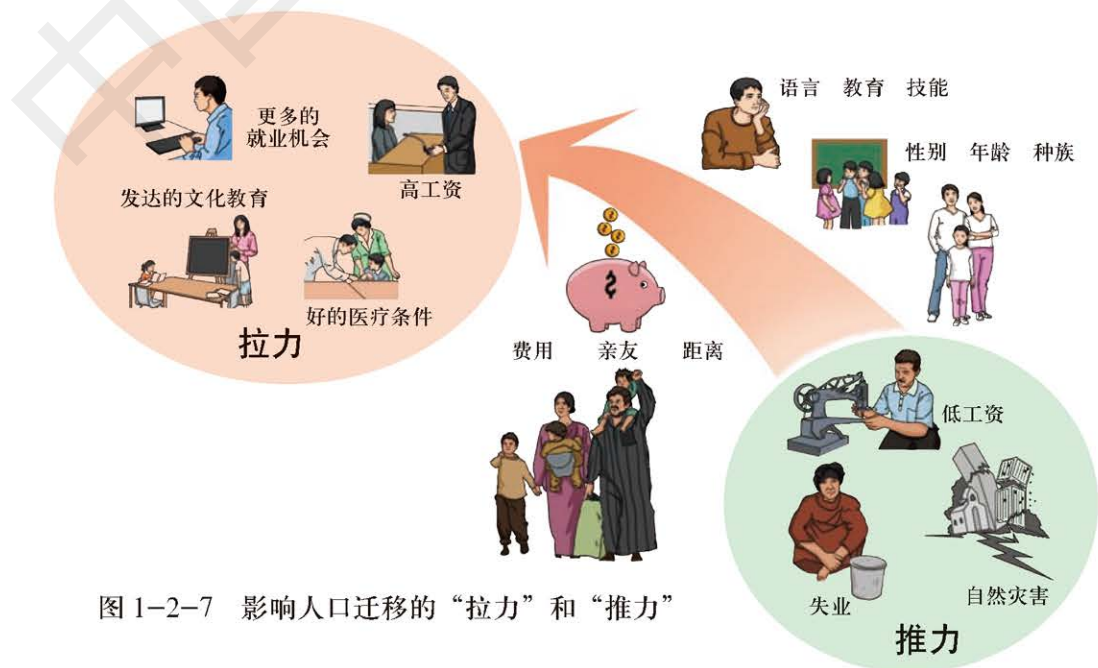 更多的
就业机会
高工资
发达的文化教育
好的医疗条件
拉力
语言 教育 技能
性别 年龄 种族
费用 亲友 距离
低工资
失业
自然灾害
推力
图 1-2-7 影响人口迁移的“拉力”和“推力”